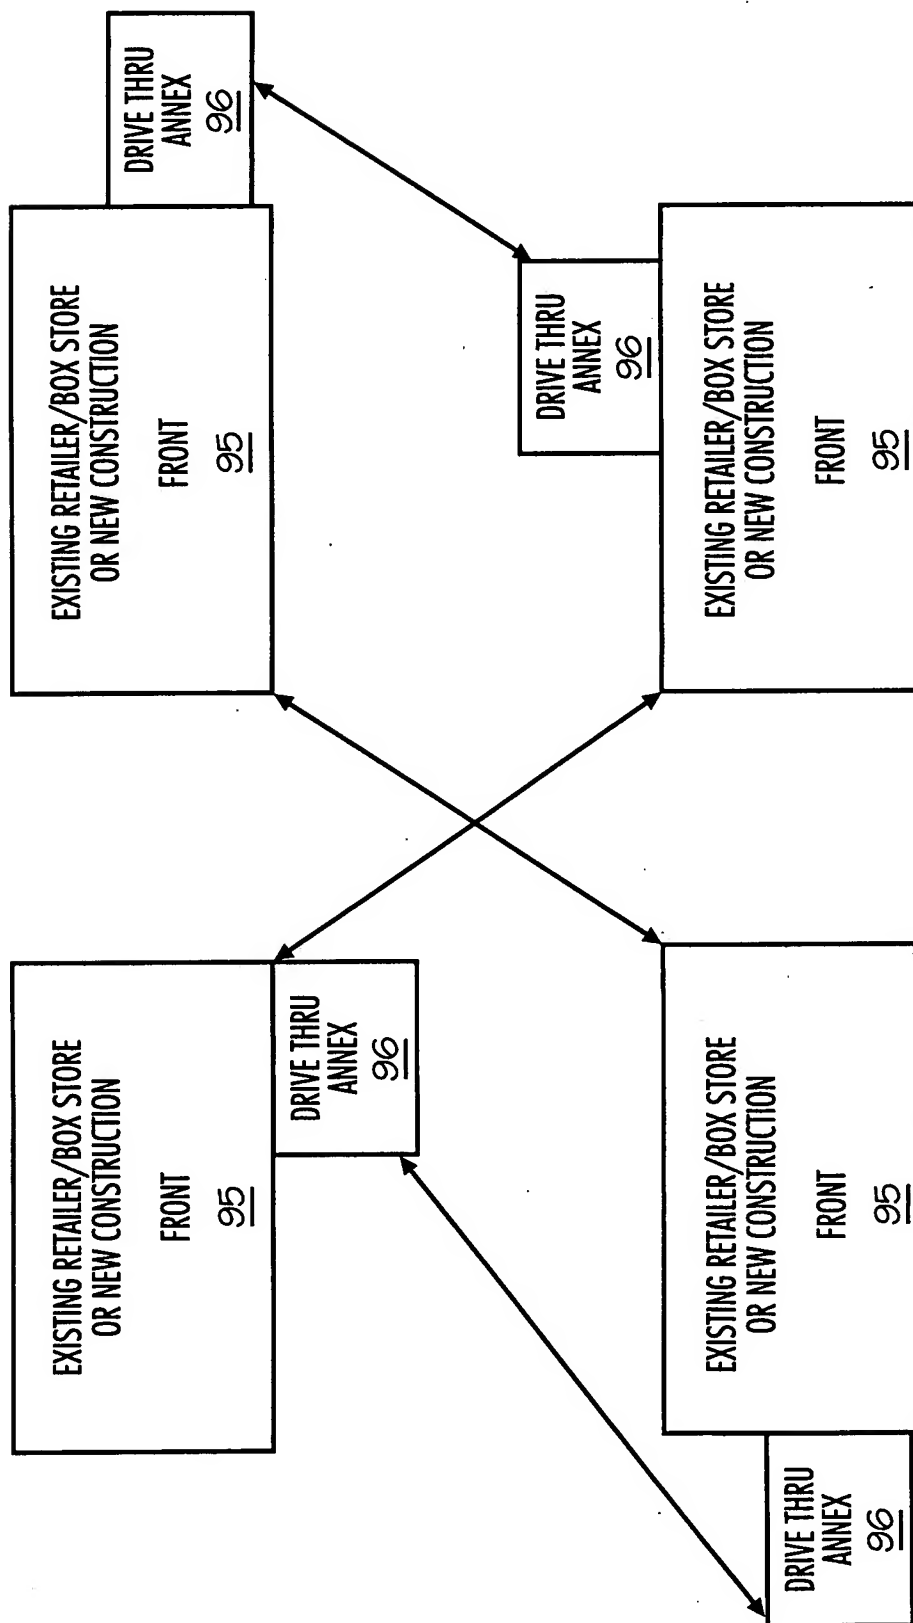 EXISTING RETAILER/BOX STORE
OR NEW CONSTRUCTION
FRONT
95
DRIVE THRU
ANNEX
96
EXISTING RETAILER/BOX STORE
OR NEW CONSTRUCTION
FRONT
95
DRIVE THRU
ANNEX
96
DRIVE THRU
ANNEX
96
EXISTING RETAILER/BOX STORE
OR NEW CONSTRUCTION
FRONT
95
DRIVE THRU
ANNEX
96
EXISTING RETAILER/BOX STORE
OR NEW CONSTRUCTION
FRONT
95